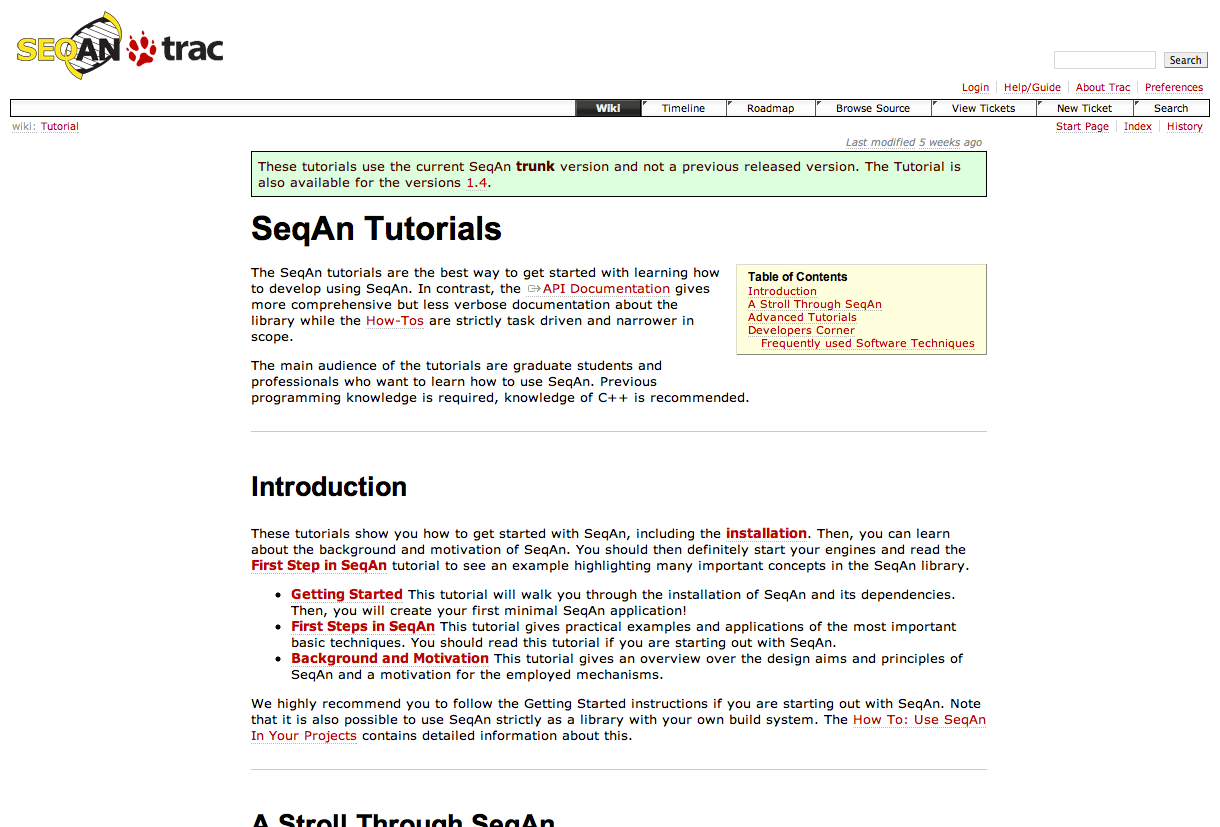 SEQAN trac
Search
Login Help/Guide About Trac Preferences
Wiki Timeline Roadmap Browse Source View Tickets New Ticket Search
wiki: Tutorial Start Page Index History
Last modified 5 weeks ago
These tutorials use the current SeqAn trunk version and not a previous released version. The Tutorial is
also available for the versions 1.4.
SeqAn Tutorials
The SeqAn tutorials are the best way to get started with learning how
to develop using SeqAn. In contrast, the API Documentation gives
more comprehensive but less verbose documentation about the
library while the How-Tos are strictly task driven and narrower in
scope.
Table of Contents
Introduction
A Stroll Through SeqAn
Advanced Tutorials
Developers Corner
Frequently used Software Techniques
The main audience of the tutorials are graduate students and
professionals who want to learn how to use SeqAn. Previous
programming knowledge is required, knowledge of C++ is recommended.
Introduction
These tutorials show you how to get started with SeqAn, including the installation. Then, you can learn
about the background and motivation of SeqAn. You should then definitely start your engines and read the
First Step in SeqAn tutorial to see an example highlighting many important concepts in the SeqAn library.
• Getting Started This tutorial will walk you through the installation of SeqAn and its dependencies.
Then, you will create your first minimal SeqAn application!
• First Steps in SeqAn This tutorial gives practical examples and applications of the most important
basic techniques. You should read this tutorial if you are starting out with SeqAn.
• Background and Motivation This tutorial gives an overview over the design aims and principles of
SeqAn and a motivation for the employed mechanisms.
We highly recommend you to follow the Getting Started instructions if you are starting out with SeqAn. Note
that it is also possible to use SeqAn strictly as a library with your own build system. The How To: Use SeqAn
In Your Projects contains detailed information about this.
A Stroll Through SeqAn